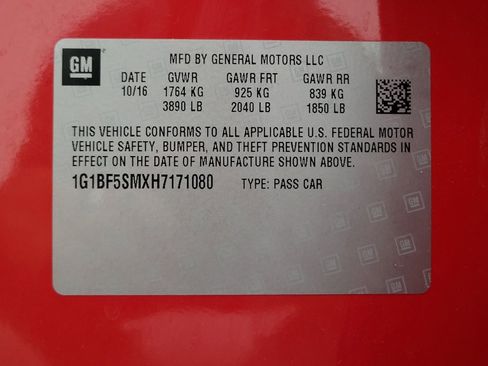 GM MFD BY GENERAL MOTORS LLC
DATE GVWR GAWR FRT GAWR RR
10/16 1764 KG 925 KG 839 KG
3890 LB 2040 LB 1850 LB
THIS VEHICLE CONFORMS TO ALL APPLICABLE U.S. FEDERAL MOTOR
VEHICLE SAFETY, BUMPER, AND THEFT PREVENTION STANDARDS IN
EFFECT ON THE DATE OF MANUFACTURE SHOWN ABOVE.
1G1BF5SMXH7171080 TYPE: PASS CAR